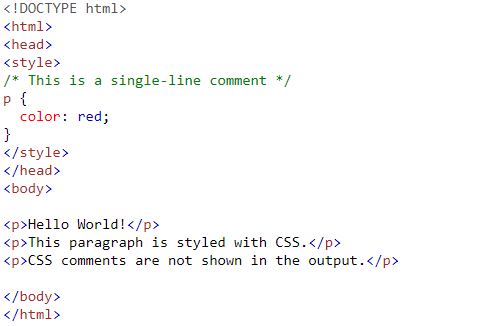 <!DOCTYPE html>
<html>
<head>
<style>
/* This is a single-line comment */
p {
  color: red;
}
</style>
</head>
<body>

<p>Hello World!</p>
<p>This paragraph is styled with CSS.</p>
<p>CSS comments are not shown in the output.</p>

</body>
</html>